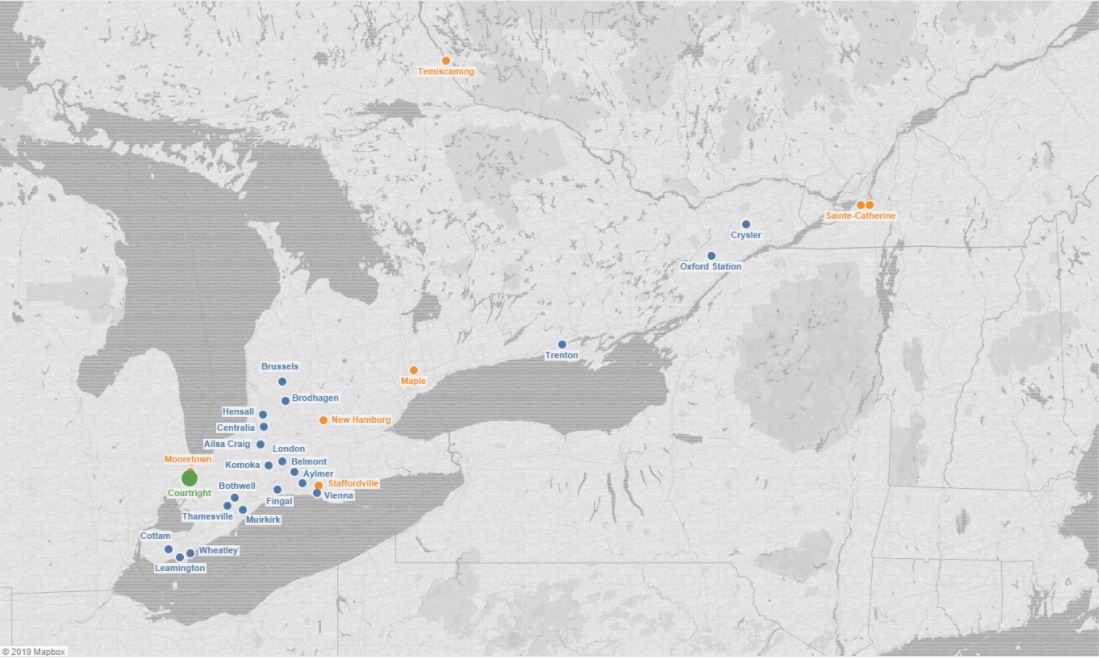 Temiscaming
Sainte-Catherine
Crysler
Oxford Station
Trenton
Brussels
Maple
Brodhagen
Hensall
New Hamburg
Centralia
Ailsa Craig
London
Mooretown
Komoka
Belmont
Aylmer
Staffordville
Bothwell
Courtright
Vienna
Fingal
Thamesville
Muirkirk
Cottam
Wheatley
Leamington
© 2019 Mapbox